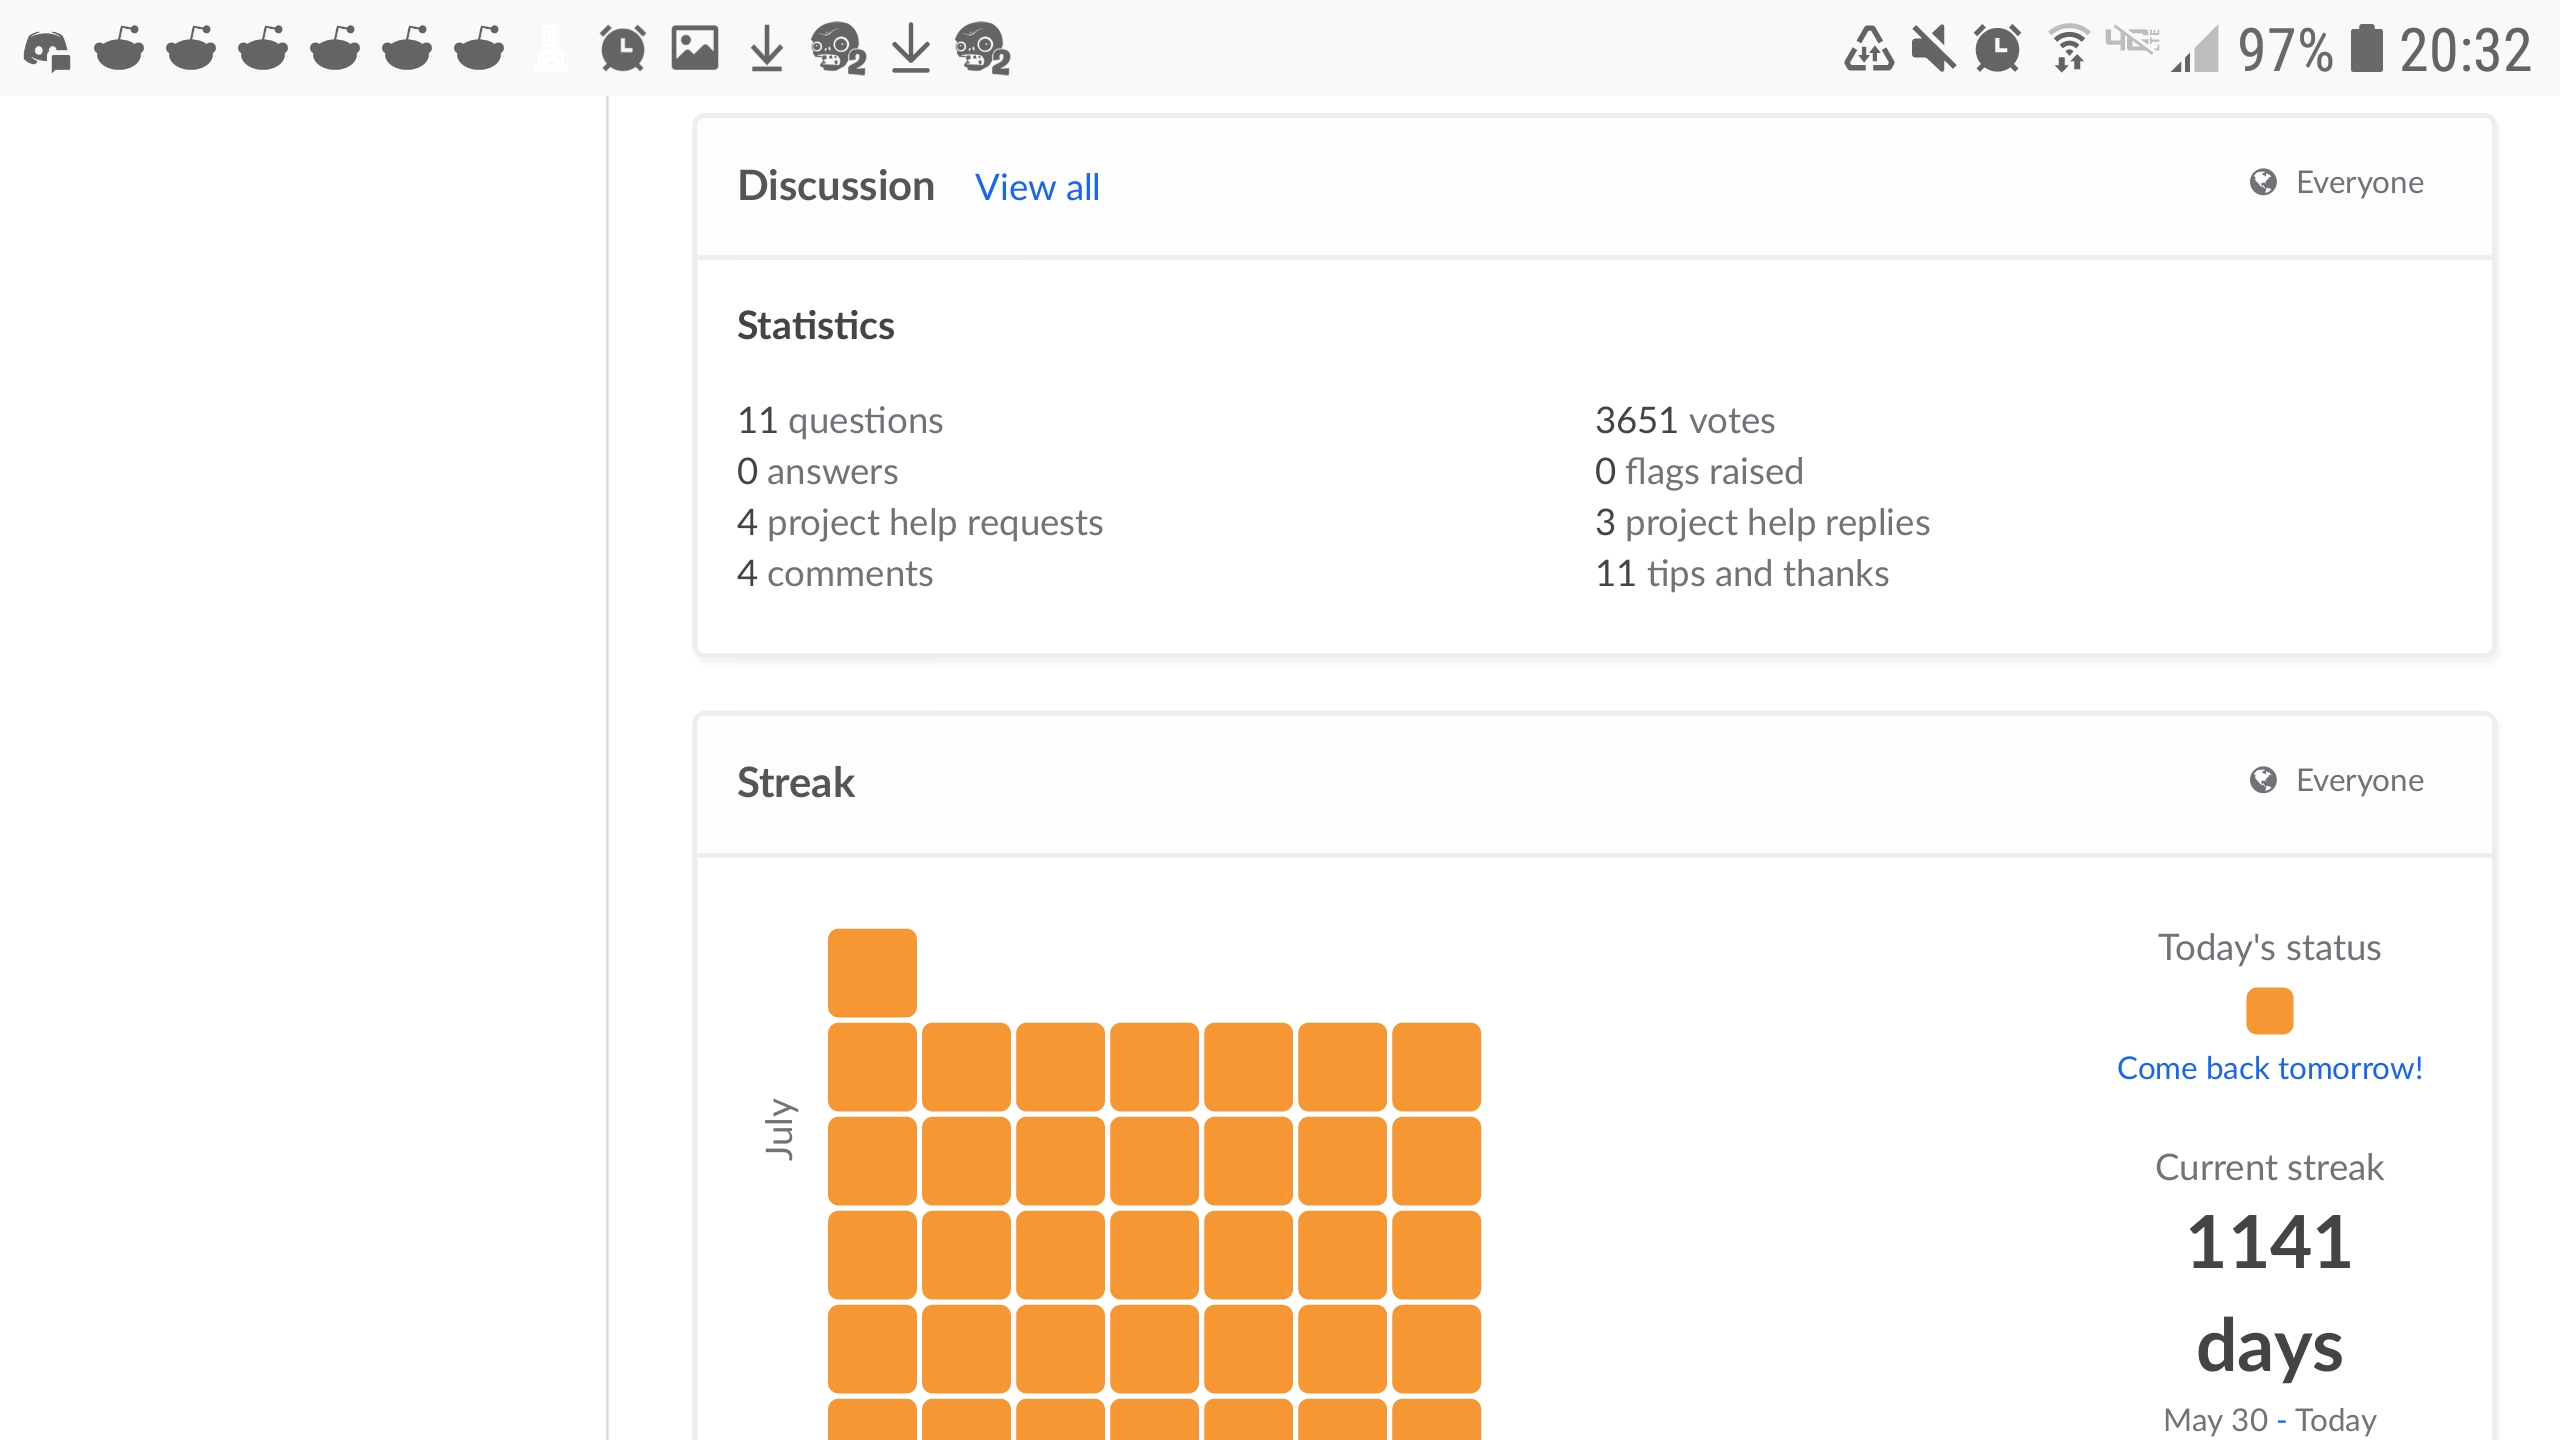 97% 20:32
Discussion View all Everyone
Statistics
11 questions
0 answers
4 project help requests
4 comments
3651 votes
0 flags raised
3 project help replies
11 tips and thanks
Streak Everyone
July
Today's status
Come back tomorrow!
Current streak
1141
days
May 30 - Today